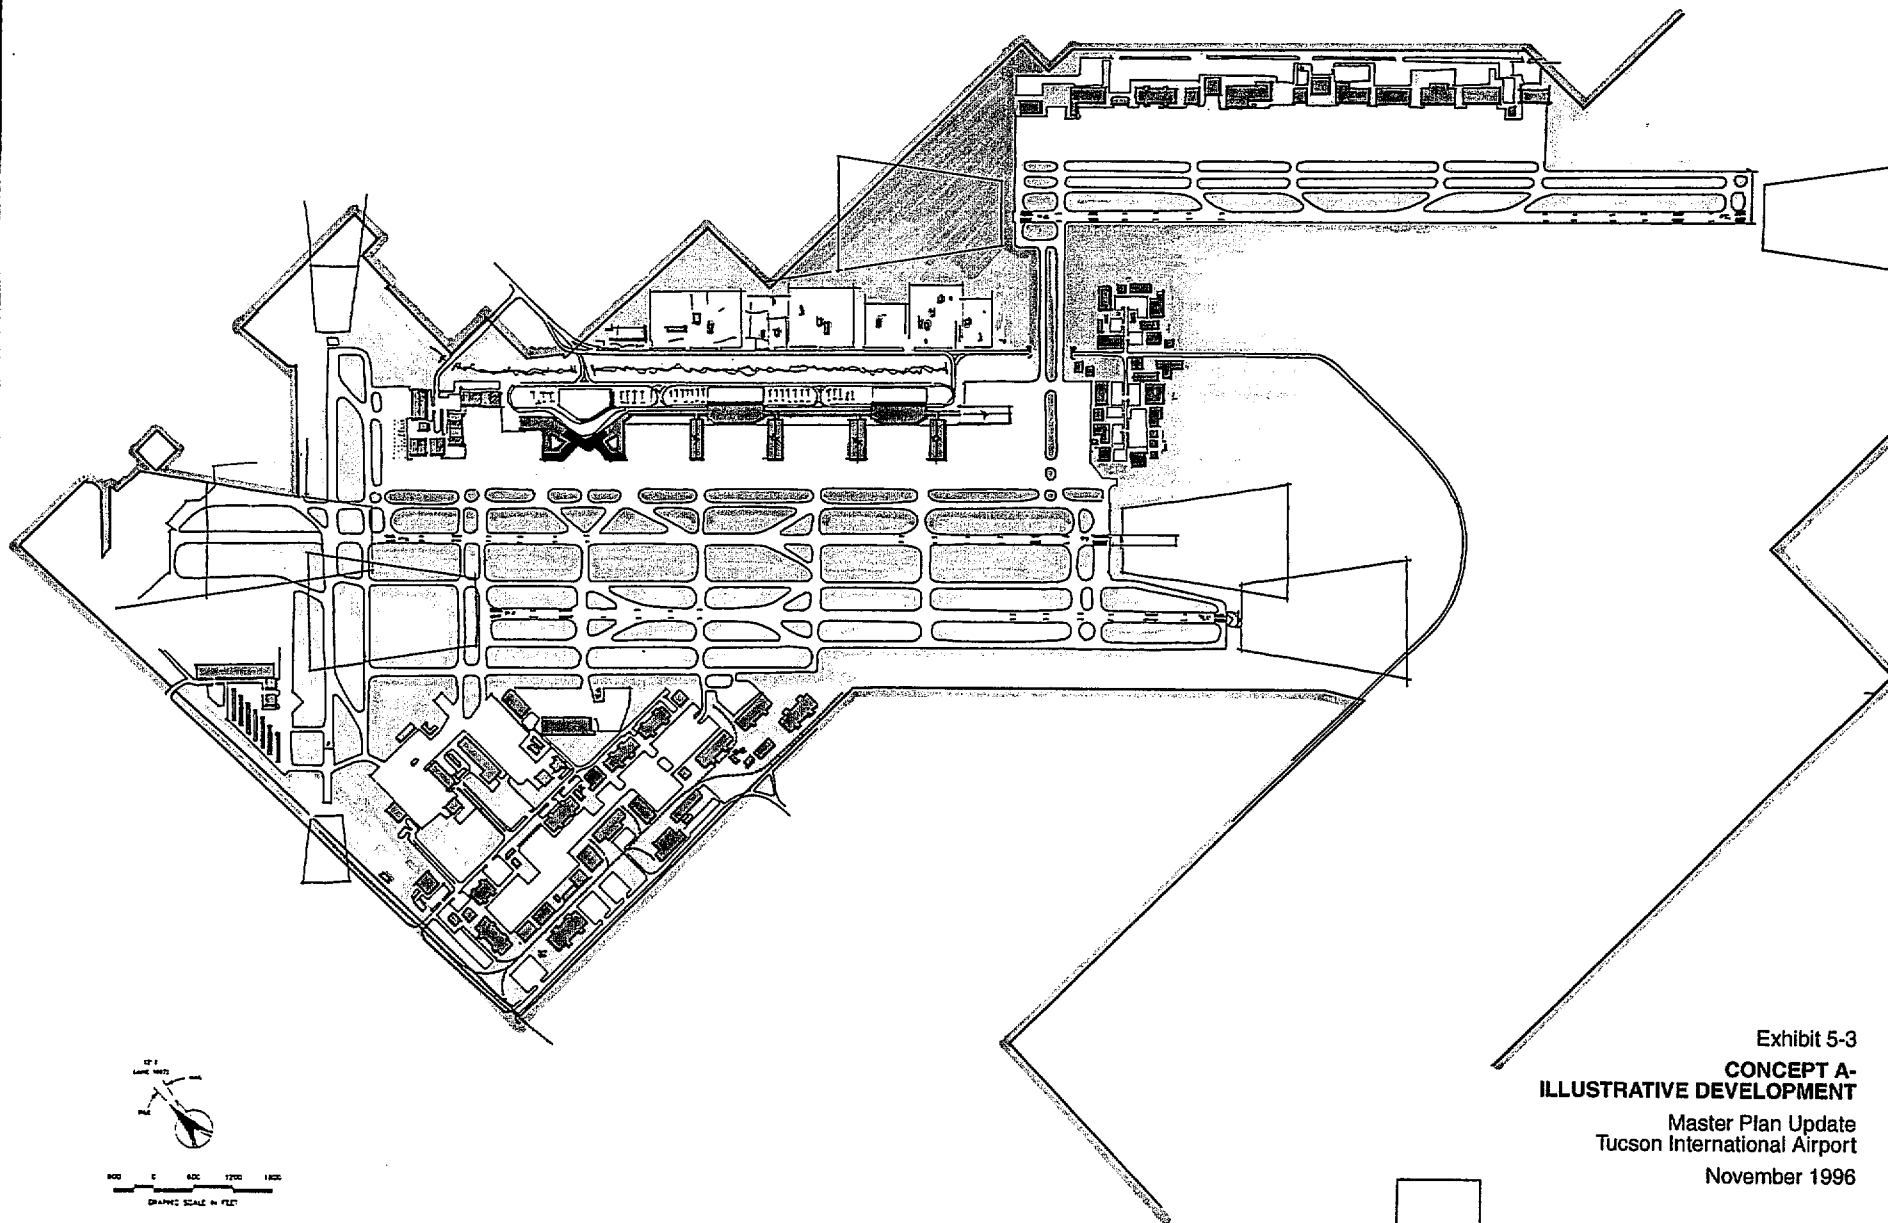 Exhibit 5-3
CONCEPT A-
ILLUSTRATIVE DEVELOPMENT
Master Plan Update
Tucson International Airport
November 1996
GRAPHIC SCALE IN FEET